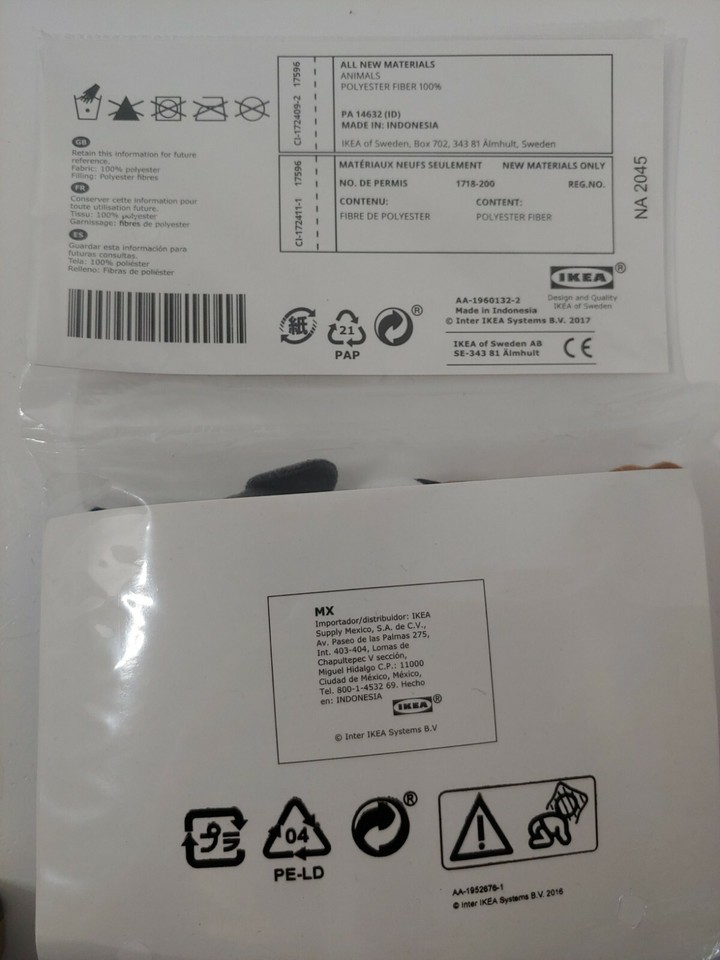 GB
Retain this information for future
reference.
Fabric: 100% polyester
Filling: Polyester fibres
FR
Conserver cette information pour
toute utilisation future.
Tissu: 100% polyester
Garnissage: fibres de polyester
ES
Guardar esta información para
futuras consultas.
Tela: 100% poliéster
Relleno: Fibras de poliéster
CI-172409-2 17596
ALL NEW MATERIALS
ANIMALS
POLYESTER FIBER 100%
PA 14632 (ID)
MADE IN: INDONESIA
IKEA of Sweden, Box 702, 343 81 Älmhult, Sweden
CI-172411-1 17596
MATÉRIAUX NEUFS SEULEMENT NEW MATERIALS ONLY
NO. DE PERMIS 1718-200 REG.NO.
CONTENU: CONTENT:
FIBRE DE POLYESTER POLYESTER FIBER
NA 2045
IKEA®
Design and Quality
IKEA of Sweden
紙
21
PAP
®
AA-1960132-2
Made in Indonesia
© Inter IKEA Systems B.V. 2017
IKEA of Sweden AB
SE-343 81 Älmhult
CE
MX
Importador/distribuidor: IKEA
Supply Mexico, S.A. de C.V.,
Av. Paseo de las Palmas 275,
Int. 403-404, Lomas de
Chapultepec V sección,
Miguel Hidalgo C.P.: 11000
Ciudad de México, México,
Tel. 800-1-4532 69. Hecho
en: INDONESIA
IKEA®
© Inter IKEA Systems B.V
プラ
04
PE-LD
®
!
AA-1952676-1
© Inter IKEA Systems B.V. 2016